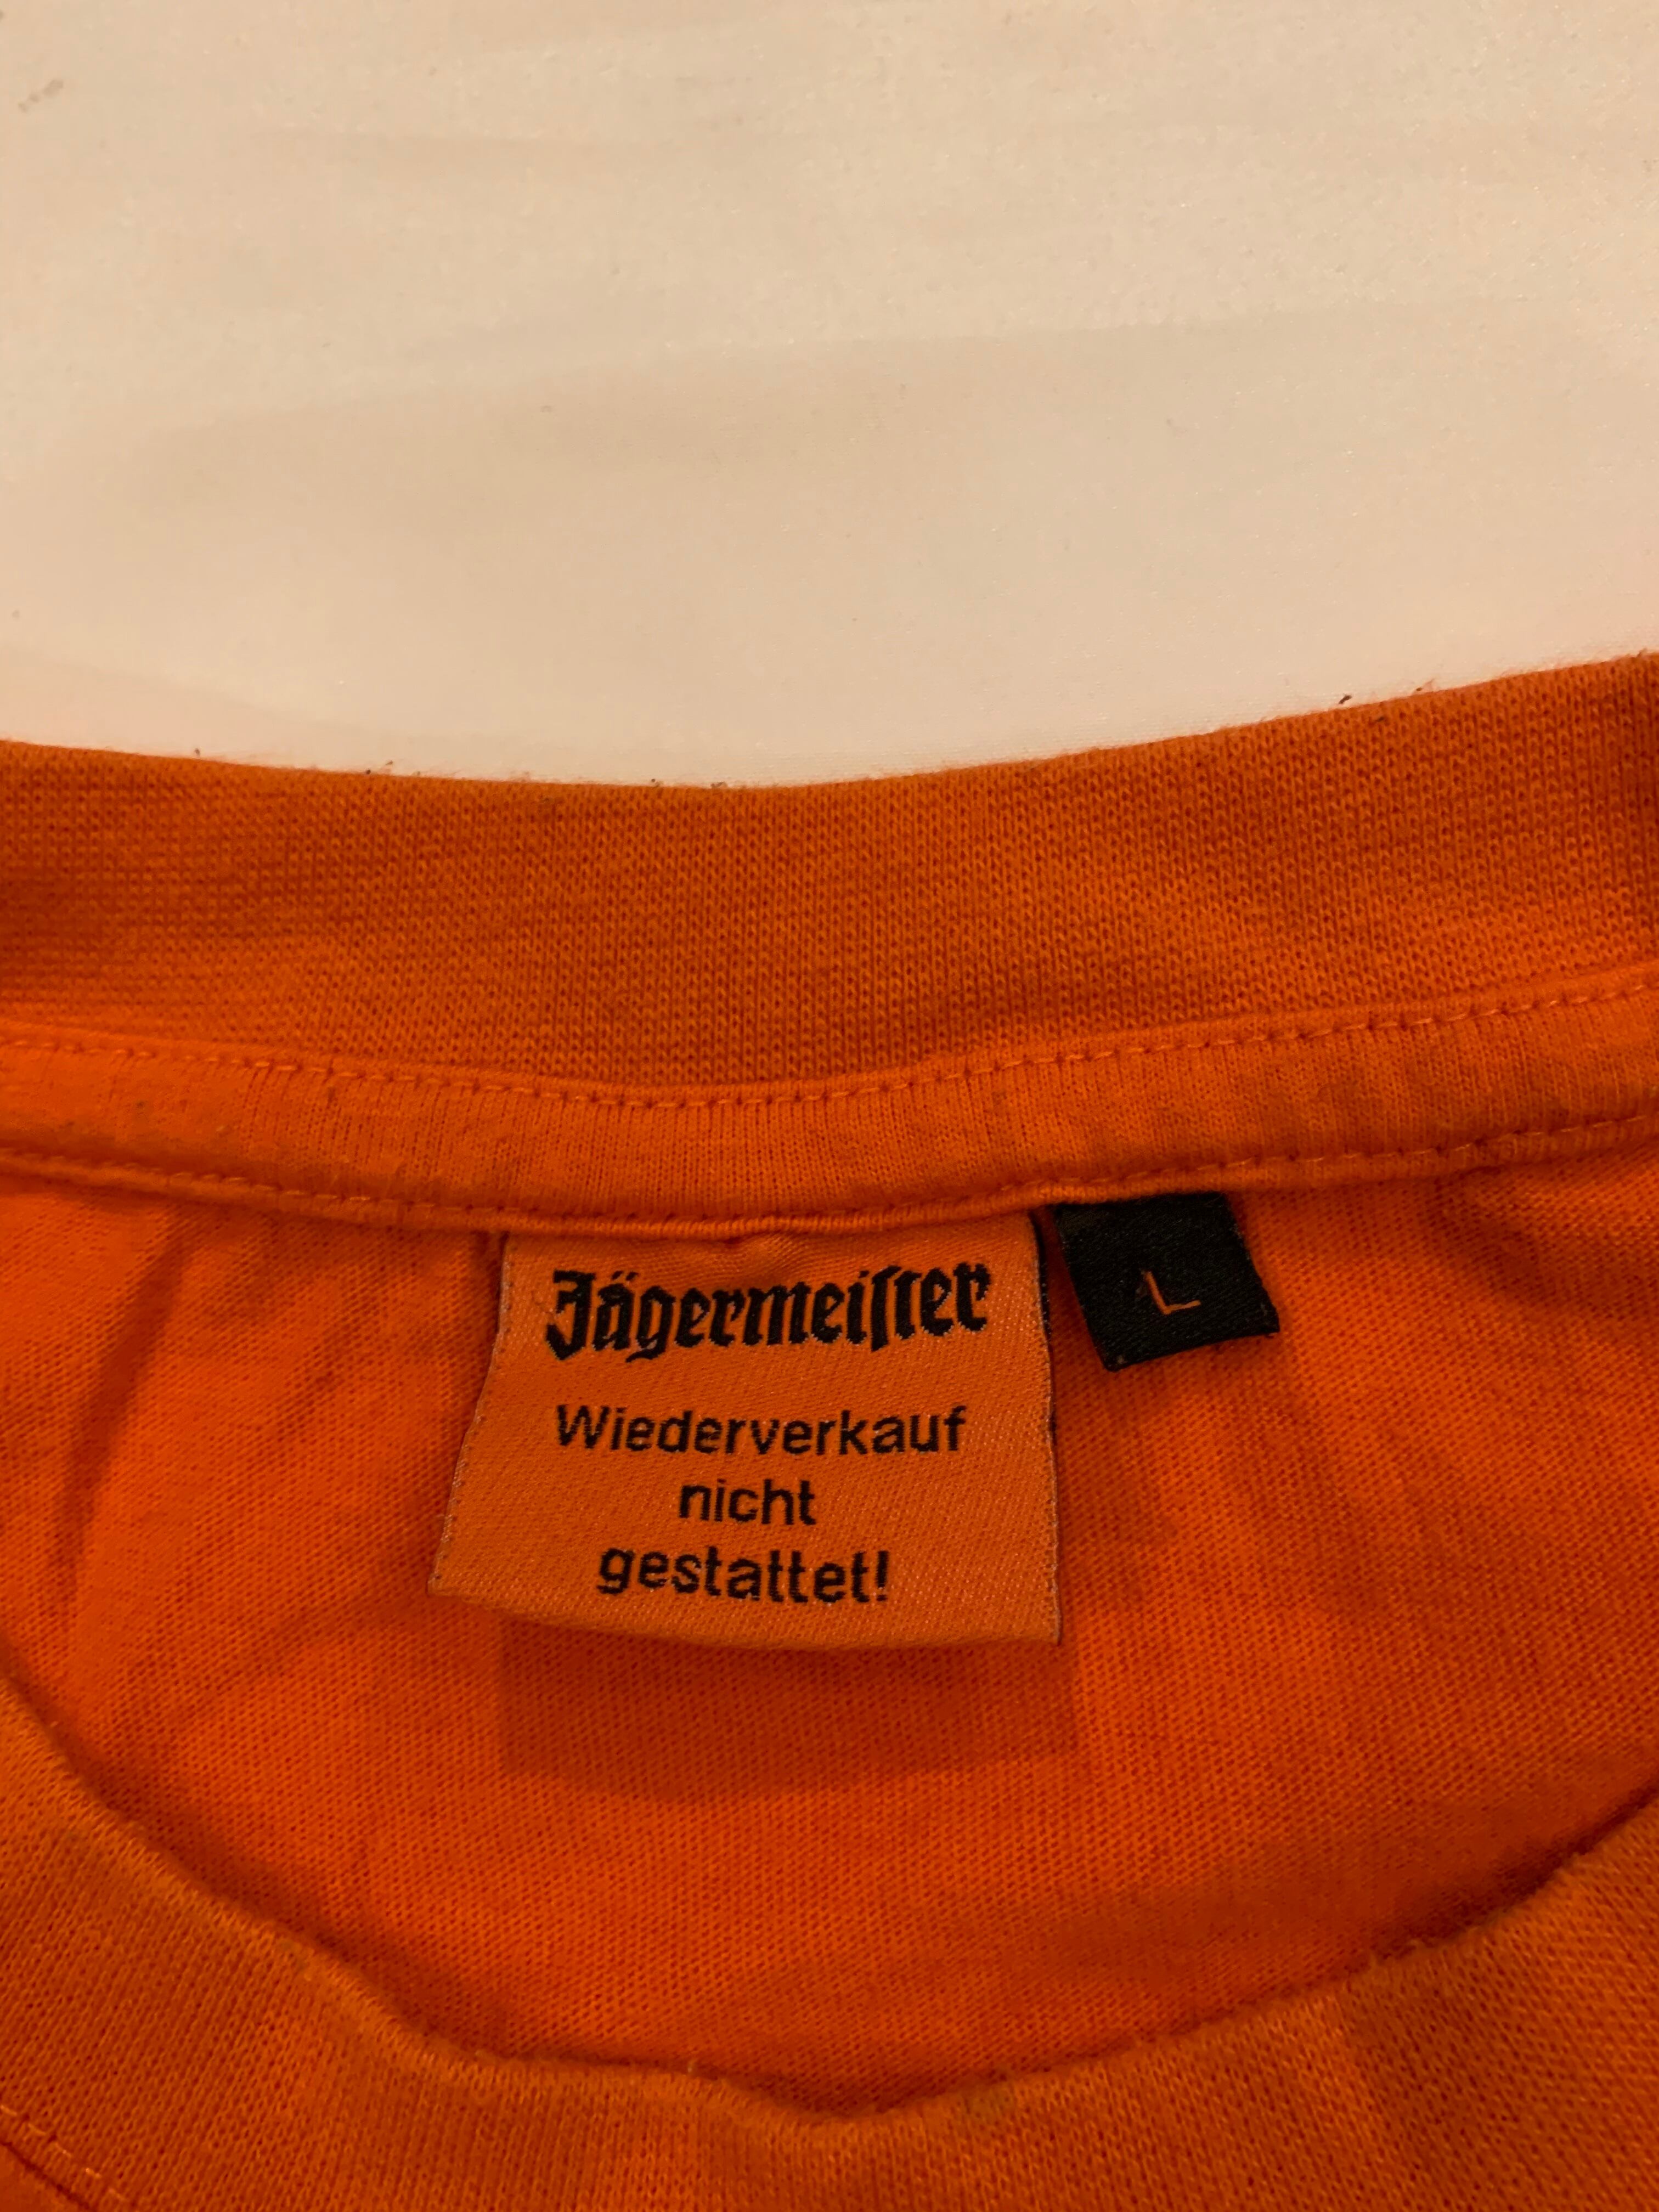 Jägermeiſter
L
Wiederverkauf
nicht
gestattet!